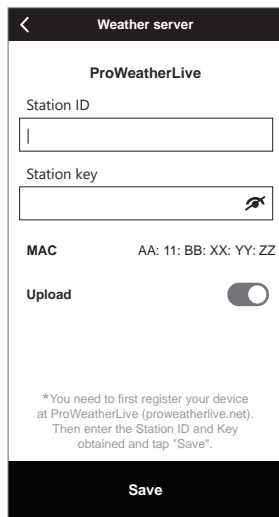 Weather server
ProWeatherLive
Station ID
Station key
MAC AA: 11: BB: XX: YY: ZZ
Upload
*You need to first register your device
at ProWeatherLive (proweatherlive.net).
Then enter the Station ID and Key
obtained and tap "Save".
Save